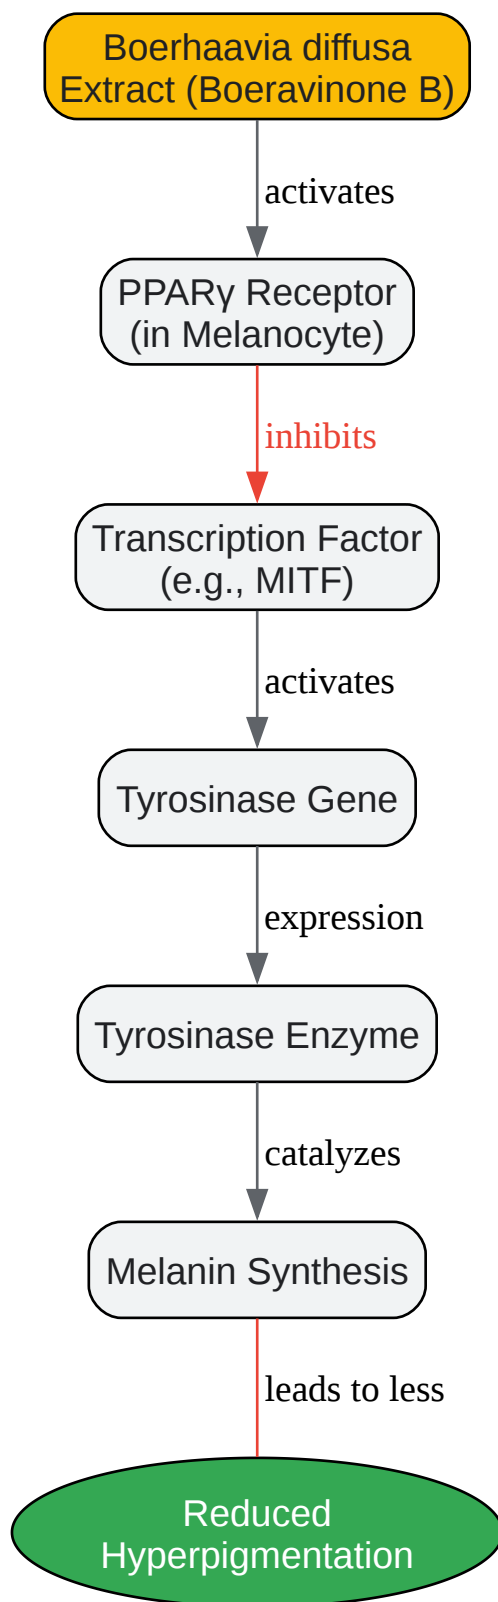 Boerhaavia diffusa
Extract (Boeravinone B)
activates
PPARγ Receptor
(in Melanocyte)
inhibits
Transcription Factor
(e.g., MITF)
activates
Tyrosinase Gene
expression
Tyrosinase Enzyme
catalyzes
Melanin Synthesis
leads to less
Reduced
Hyperpigmentation